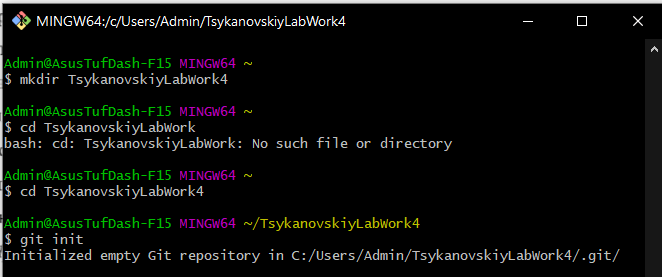 MINGW64:/c/Users/Admin/TsykanovskiyLabWork4
Admin@AsusTufDash-F15 MINGW64 ~
$ mkdir TsykanovskiyLabWork4
Admin@AsusTufDash-F15 MINGW64 ~
$ cd TsykanovskiyLabWork
bash: cd: TsykanovskiyLabWork: No such file or directory
Admin@AsusTufDash-F15 MINGW64 ~
$ cd TsykanovskiyLabWork4
Admin@AsusTufDash-F15 MINGW64 ~/TsykanovskiyLabWork4
$ git init
Initialized empty Git repository in C:/Users/Admin/TsykanovskiyLabWork4/.git/